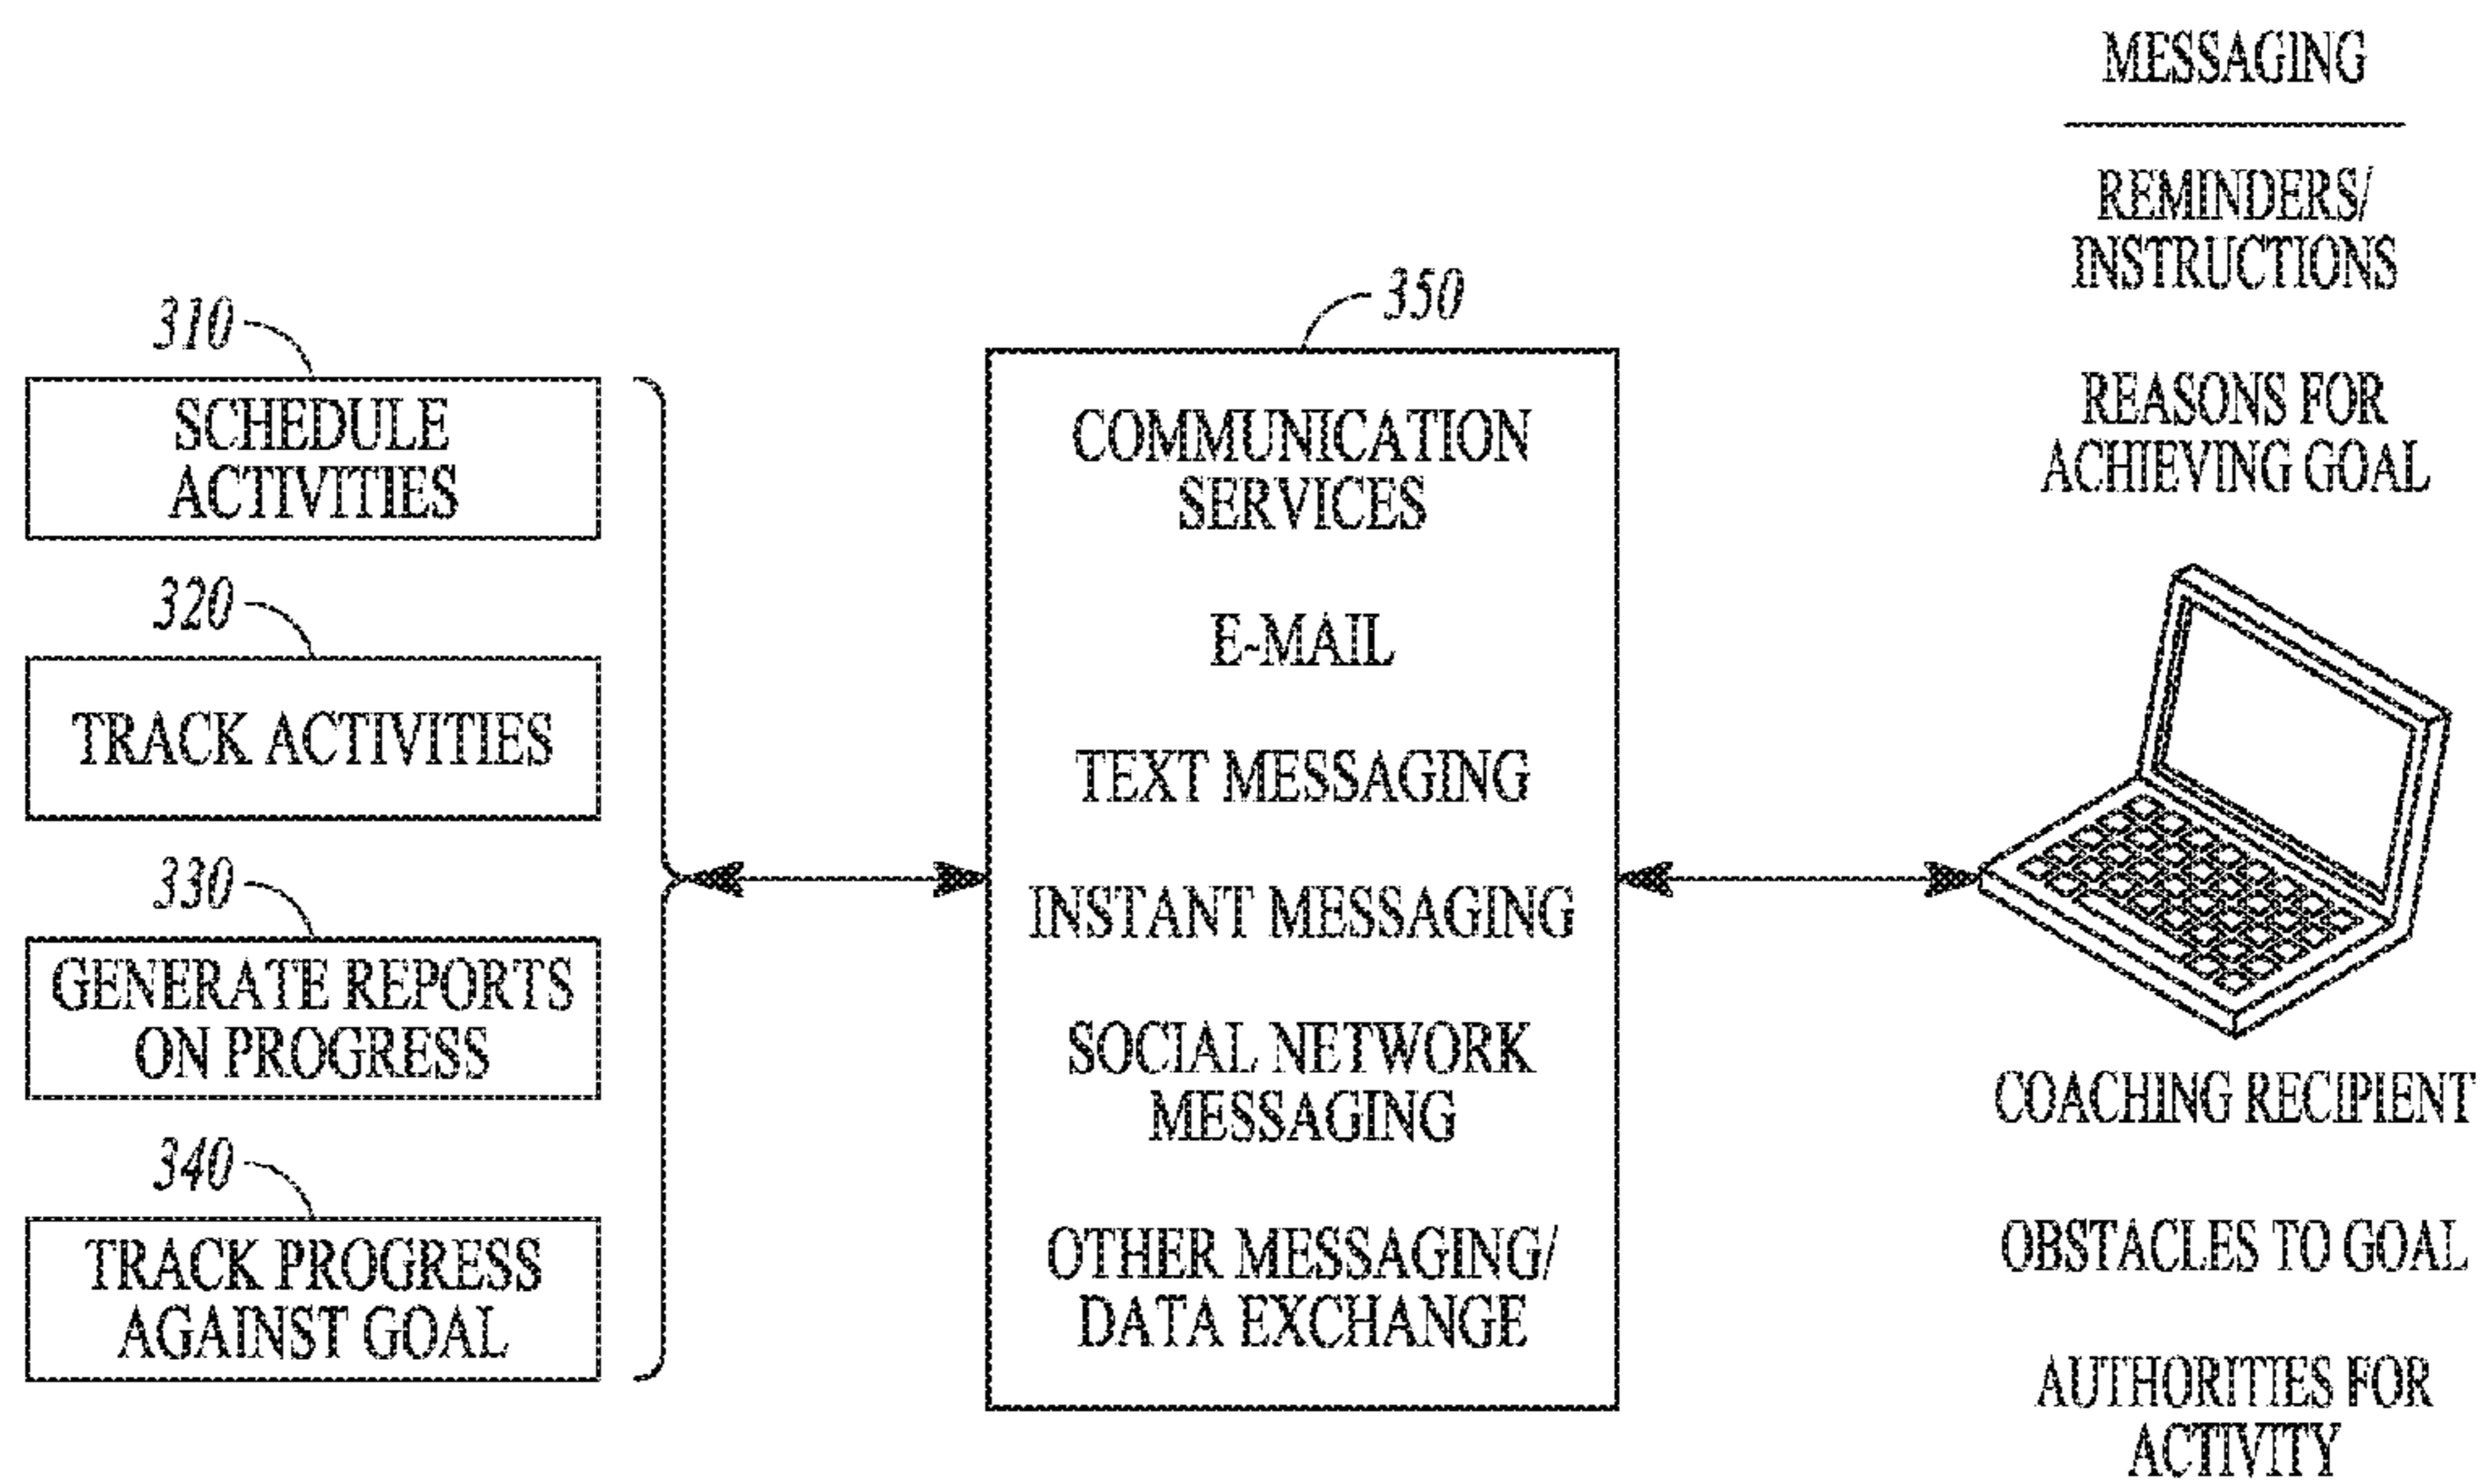 310
SCHEDULE
ACTIVITIES
320
TRACK ACTIVITIES
330
GENERATE REPORTS
ON PROGRESS
340
TRACK PROGRESS
AGAINST GOAL
350
COMMUNICATION
SERVICES
E-MAIL
TEXT MESSAGING
INSTANT MESSAGING
SOCIAL NETWORK
MESSAGING
OTHER MESSAGING/
DATA EXCHANGE
MESSAGING
REMINDERS/
INSTRUCTIONS
REASONS FOR
ACHIEVING GOAL
COACHING RECIPIENT
OBSTACLES TO GOAL
AUTHORITIES FOR
ACTIVITY